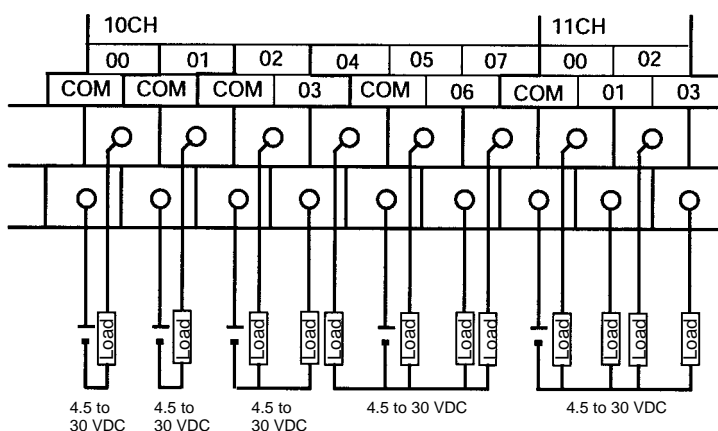 10CH 11CH
00 01 02 04 05 07 00 02
COM COM COM 03 COM 06 COM 01 03
Load Load Load Load Load Load Load Load Load Load Load Load
4.5 to 4.5 to 4.5 to 4.5 to 30 VDC 4.5 to 30 VDC
30 VDC 30 VDC 30 VDC